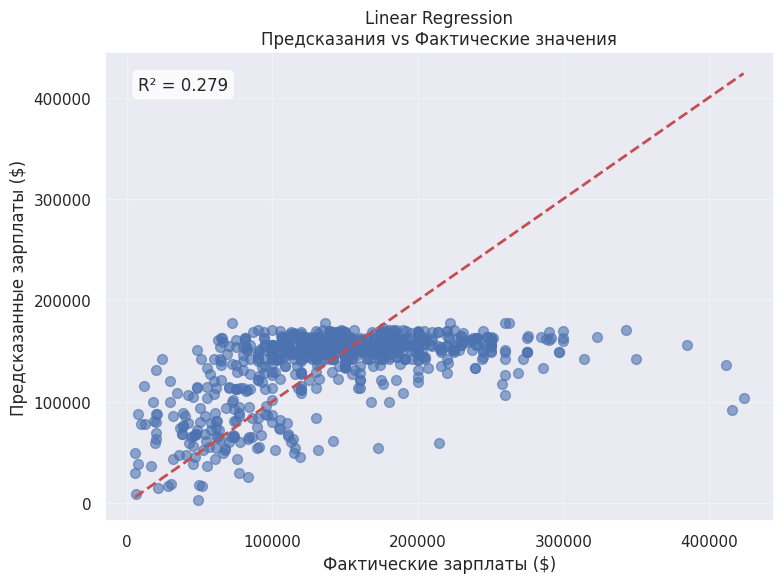 Linear Regression
Предсказания vs Фактические значения
R² = 0.279
Предсказанные зарплаты ($)
400000
300000
200000
100000
0
0 100000 200000 300000 400000
Фактические зарплаты ($)